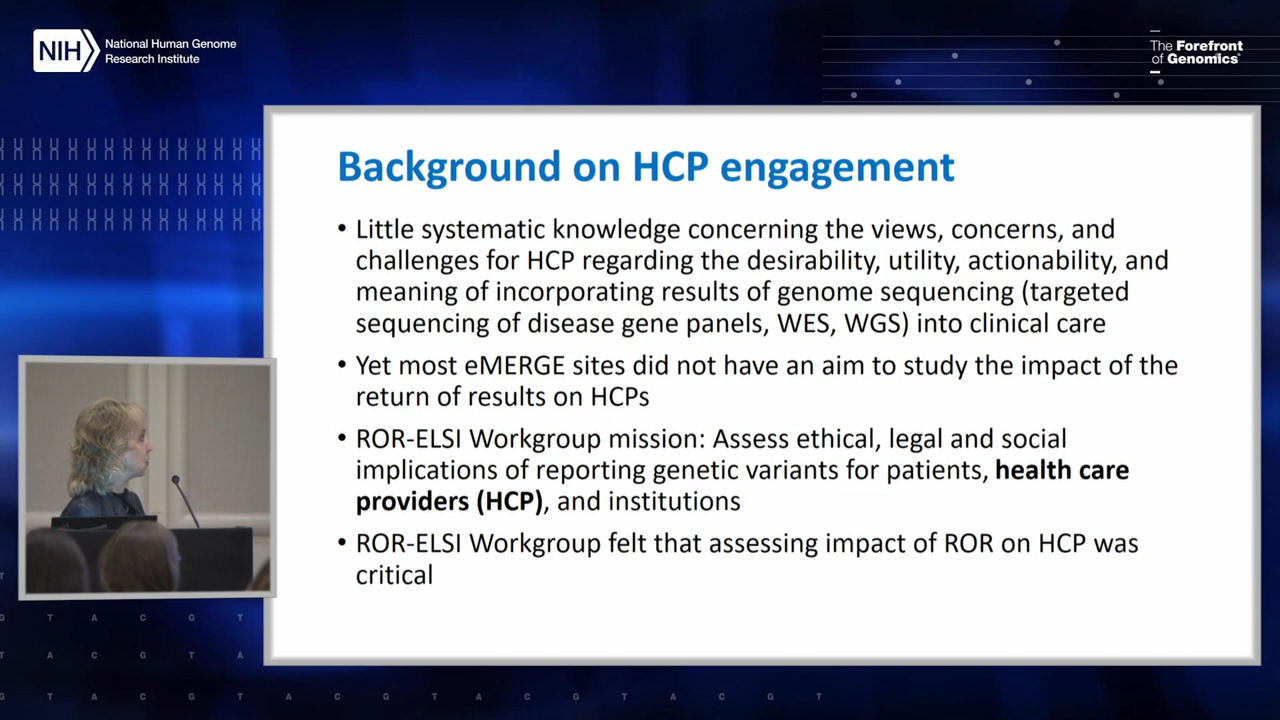 NIH
National Human Genome
Research Institute
The Forefront
of Genomics®
Background on HCP engagement
• Little systematic knowledge concerning the views, concerns, and
challenges for HCP regarding the desirability, utility, actionability, and
meaning of incorporating results of genome sequencing (targeted
sequencing of disease gene panels, WES, WGS) into clinical care
• Yet most eMERGE sites did not have an aim to study the impact of the
return of results on HCPs
• ROR-ELSI Workgroup mission: Assess ethical, legal and social
implications of reporting genetic variants for patients, health care
providers (HCP), and institutions
• ROR-ELSI Workgroup felt that assessing impact of ROR on HCP was
critical
T
G T A C G T
T A C G T A
G T A C G T A C G T A C G T A C G T